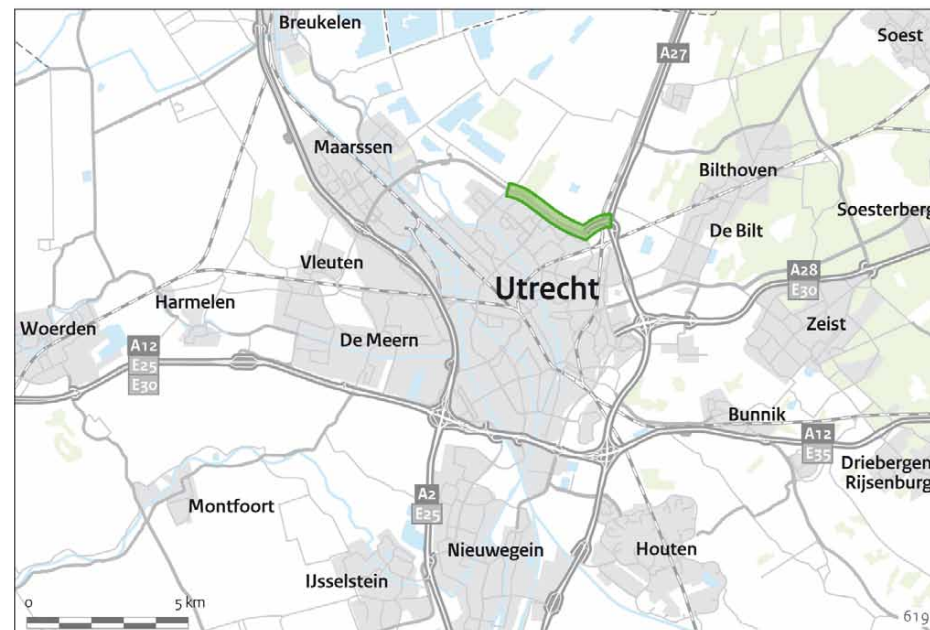 Breukelen
Soest
A27
Maarssen
Bilthoven
Soesterberg
De Bilt
Vleuten
A28
E30
Utrecht
Harmelen
Woerden
Zeist
De Meern
A12
E25
E30
Bunnik
A12
E35
Driebergen
Rijsenburg
A2
E25
Montfoort
Nieuwegein
Houten
IJsselstein
0 5 km
619